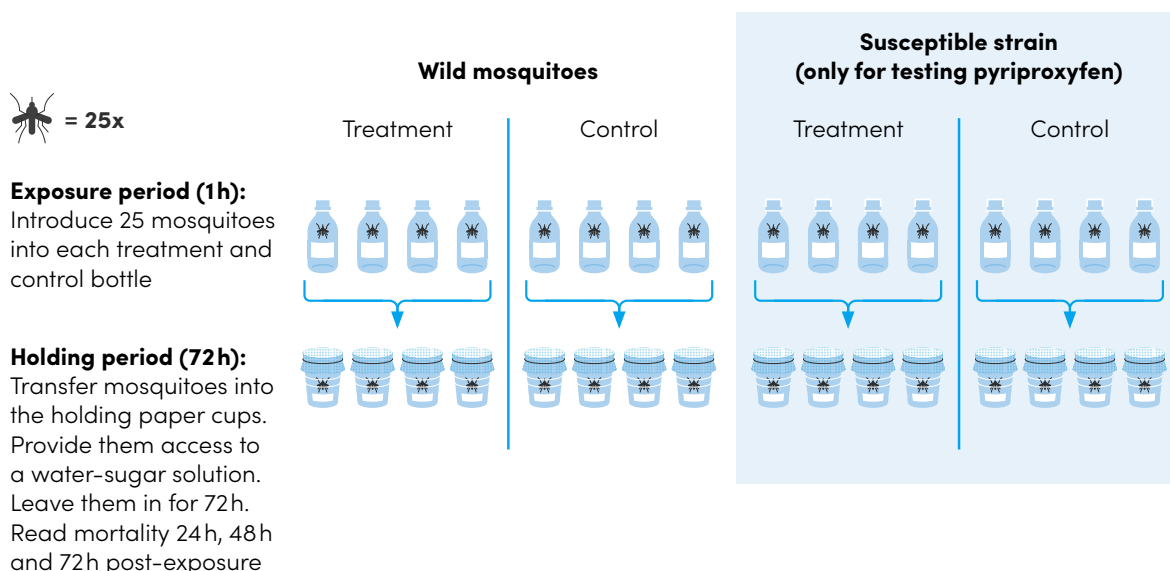 Susceptible strain
(only for testing pyriproxyfen)
Wild mosquitoes
= 25x
Treatment
Control
Treatment
Control
Exposure period (1h):
Introduce 25 mosquitoes
into each treatment and
control bottle
Holding period (72h):
Transfer mosquitoes into
the holding paper cups.
Provide them access to
a water-sugar solution.
Leave them in for 72h.
Read mortality 24h, 48h
and 72h post-exposure